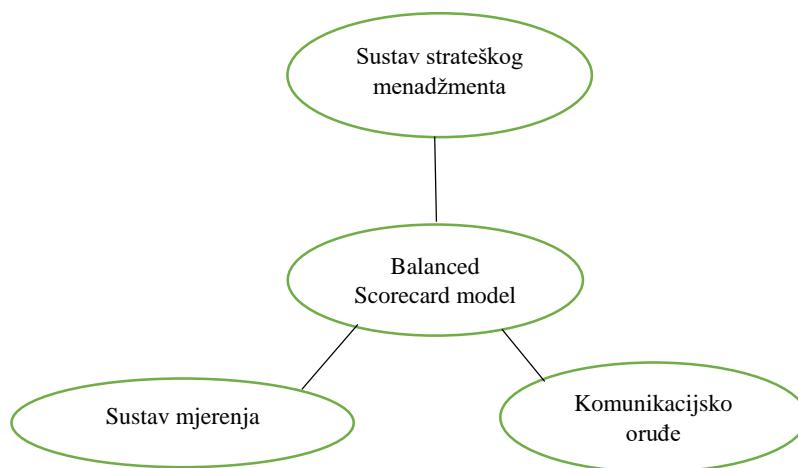 Sustav strateškog
menadžmenta
Balanced
Scorecard model
Sustav mjerenja
Komunikacijsko
oruđe